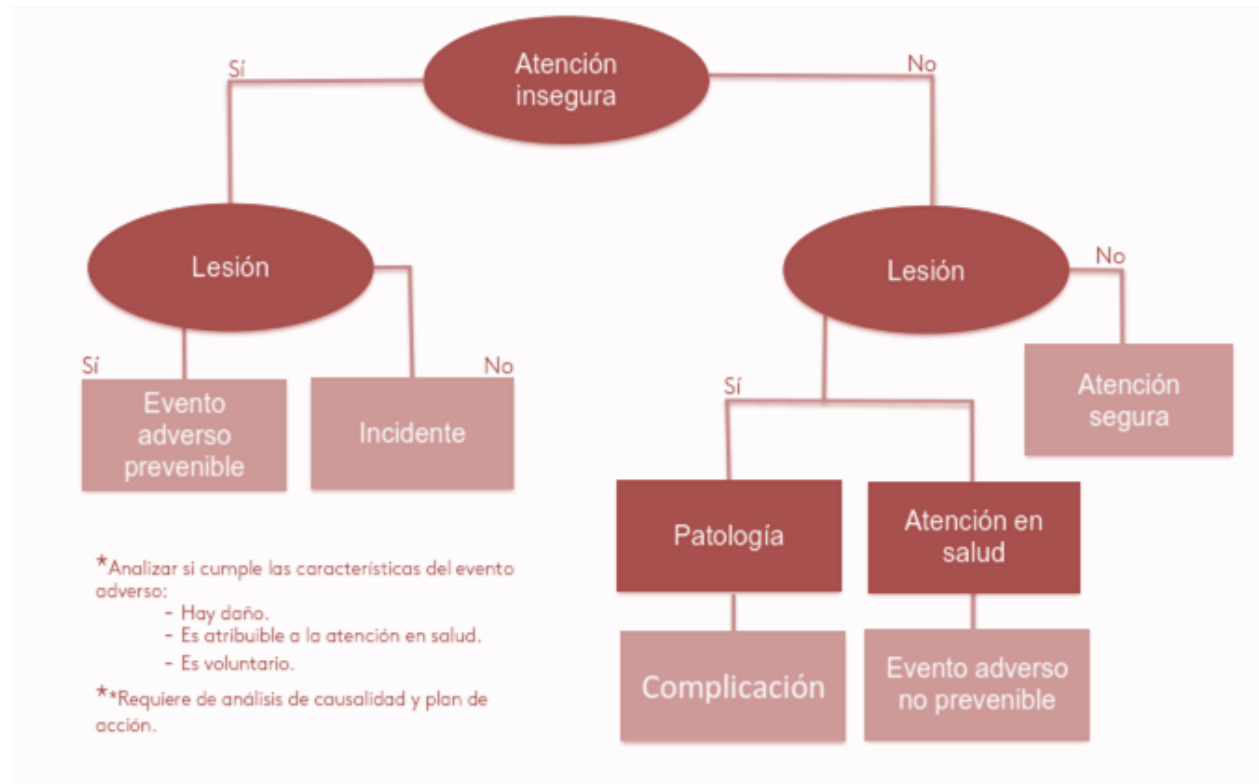 Atención
insegura
Sí
No
Lesión
Lesión
Sí
No
No
Evento
adverso
prevenible
Incidente
Atención
segura
Sí
Patología
Atención en
salud
Complicación
Evento adverso
no prevenible
*Analizar si cumple las características del evento
adverso:
- Hay daño.
- Es atribuible a la atención en salud.
- Es voluntario.
**Requiere de análisis de causalidad y plan de
acción.